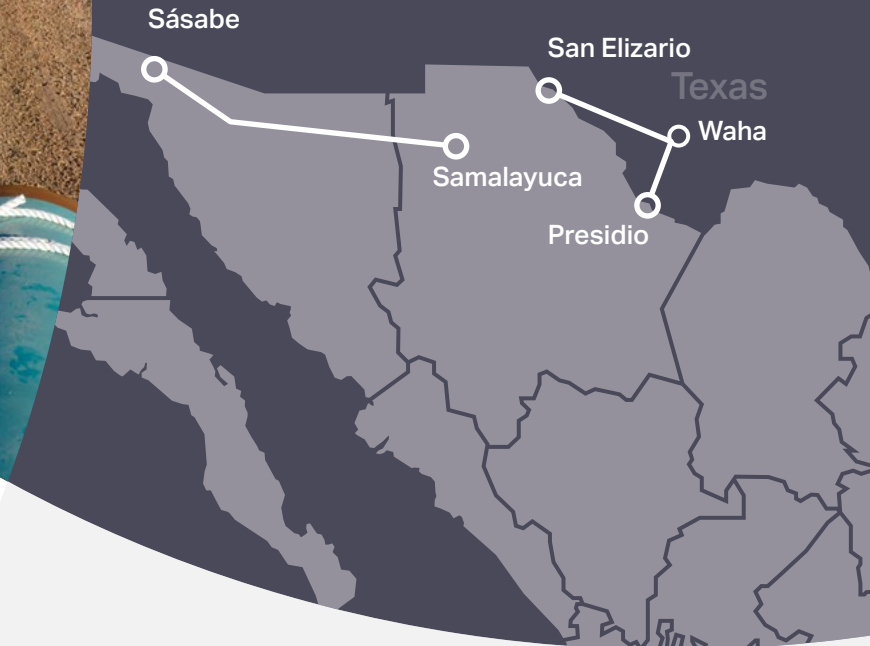 Sásabe
San Elizario
Texas
Waha
Samalayuca
Presidio